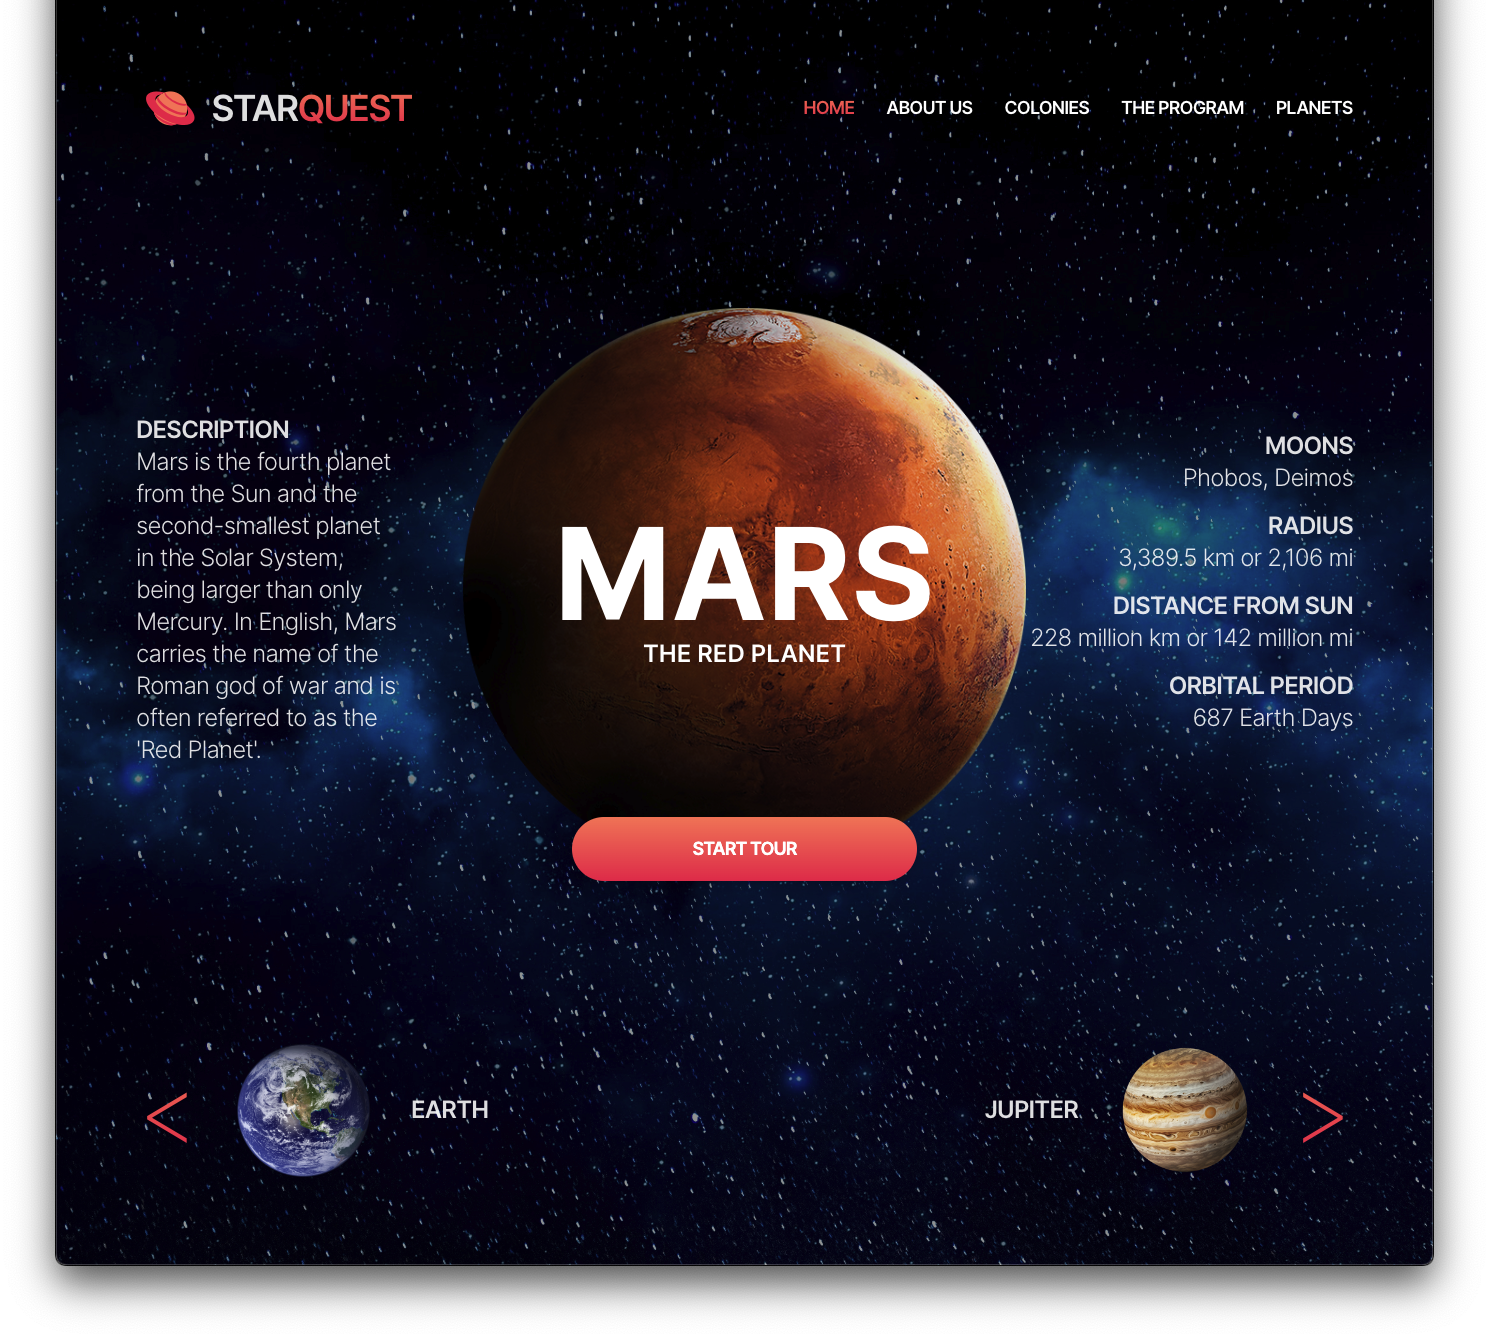 STARQUEST
HOME ABOUT US COLONIES THE PROGRAM PLANETS
DESCRIPTION
Mars is the fourth planet
from the Sun and the
second-smallest planet
in the Solar System,
being larger than only
Mercury. In English, Mars
carries the name of the
Roman god of war and is
often referred to as the
'Red Planet'.
MARS
THE RED PLANET
START TOUR
MOONS
Phobos, Deimos
RADIUS
3,389.5 km or 2,106 mi
DISTANCE FROM SUN
228 million km or 142 million mi
ORBITAL PERIOD
687 Earth Days
<
EARTH
JUPITER
>